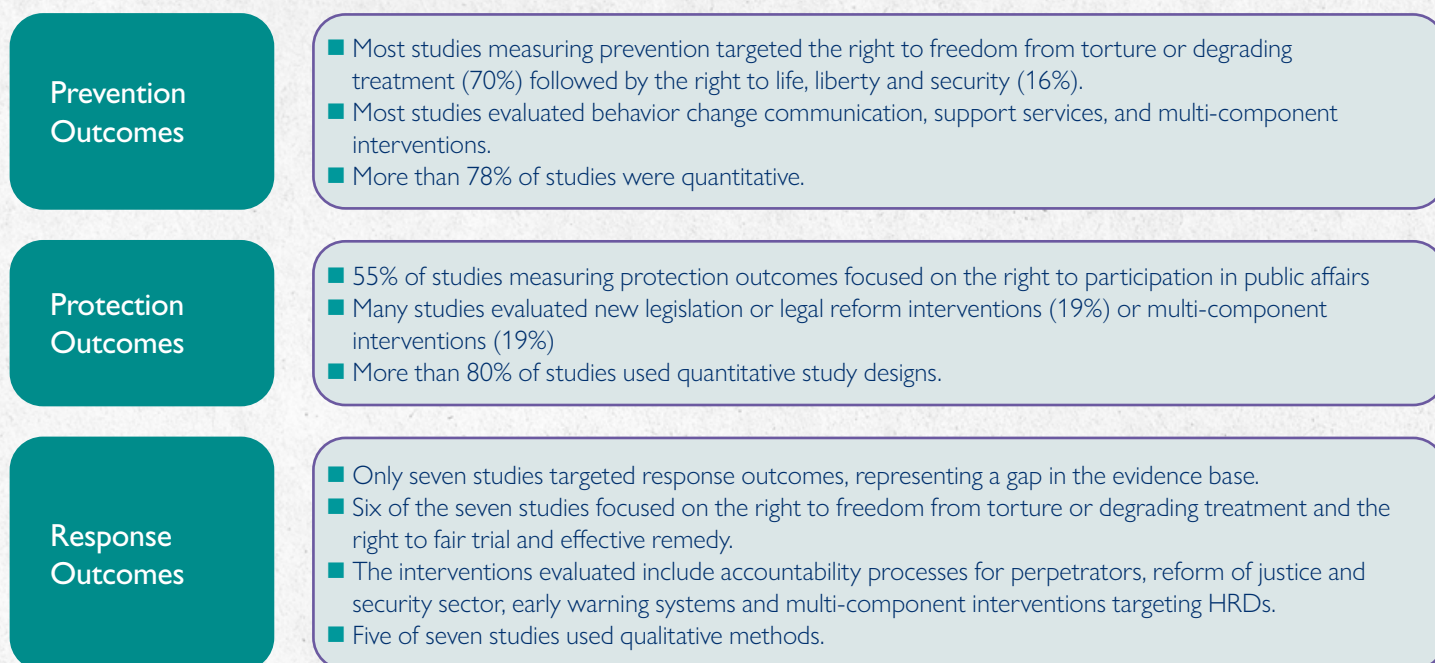 Prevention
Outcomes
■ Most studies measuring prevention targeted the right to freedom from torture or degrading
treatment (70%) followed by the right to life, liberty and security (16%).
■ Most studies evaluated behavior change communication, support services, and multi-component
interventions.
■ More than 78% of studies were quantitative.
Protection
Outcomes
■ 55% of studies measuring protection outcomes focused on the right to participation in public affairs
■ Many studies evaluated new legislation or legal reform interventions (19%) or multi-component
interventions (19%)
■ More than 80% of studies used quantitative study designs.
Response
Outcomes
■ Only seven studies targeted response outcomes, representing a gap in the evidence base.
■ Six of the seven studies focused on the right to freedom from torture or degrading treatment and the
right to fair trial and effective remedy.
■ The interventions evaluated include accountability processes for perpetrators, reform of justice and
security sector, early warning systems and multi-component interventions targeting HRDs.
■ Five of seven studies used qualitative methods.